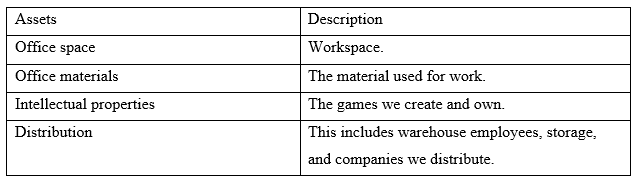 Assets Description
Office space Workspace.
Office materials The material used for work.
Intellectual properties The games we create and own.
Distribution This includes warehouse employees, storage,
and companies we distribute.